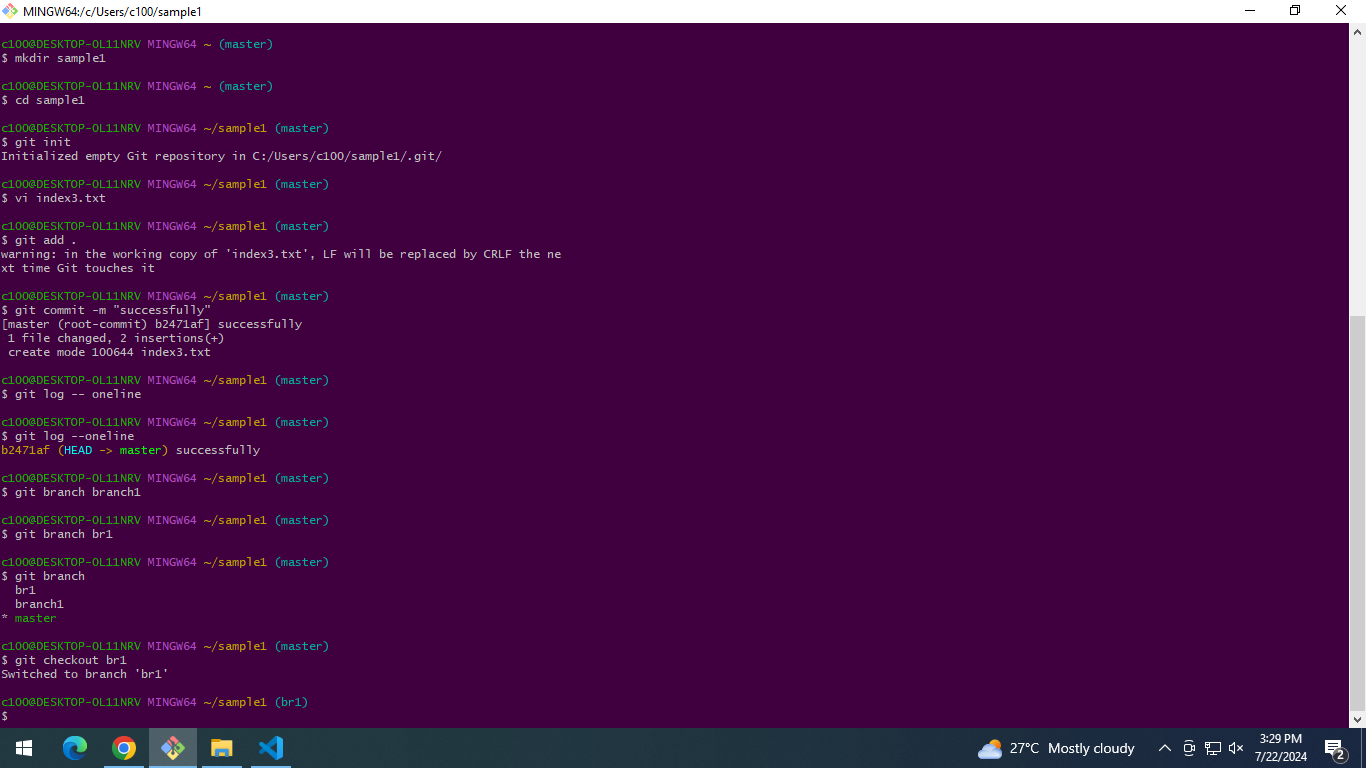 MINGW64:/c/Users/c100/sample1
c100@DESKTOP-OL11NRV MINGW64 ~ (master)
$ mkdir sample1
c100@DESKTOP-OL11NRV MINGW64 ~ (master)
$ cd sample1
c100@DESKTOP-OL11NRV MINGW64 ~/sample1 (master)
$ git init
Initialized empty Git repository in C:/Users/c100/sample1/.git/
c100@DESKTOP-OL11NRV MINGW64 ~/sample1 (master)
$ vi index3.txt
c100@DESKTOP-OL11NRV MINGW64 ~/sample1 (master)
$ git add .
warning: in the working copy of 'index3.txt', LF will be replaced by CRLF the ne
xt time Git touches it
c100@DESKTOP-OL11NRV MINGW64 ~/sample1 (master)
$ git commit -m "successfully"
[master (root-commit) b2471af] successfully
 1 file changed, 2 insertions(+)
 create mode 100644 index3.txt
c100@DESKTOP-OL11NRV MINGW64 ~/sample1 (master)
$ git log -- oneline
c100@DESKTOP-OL11NRV MINGW64 ~/sample1 (master)
$ git log --oneline
b2471af (HEAD -> master) successfully
c100@DESKTOP-OL11NRV MINGW64 ~/sample1 (master)
$ git branch branch1
c100@DESKTOP-OL11NRV MINGW64 ~/sample1 (master)
$ git branch br1
c100@DESKTOP-OL11NRV MINGW64 ~/sample1 (master)
$ git branch
  br1
  branch1
* master
c100@DESKTOP-OL11NRV MINGW64 ~/sample1 (master)
$ git checkout br1
Switched to branch 'br1'
c100@DESKTOP-OL11NRV MINGW64 ~/sample1 (br1)
$
27°C Mostly cloudy
3:29 PM
7/22/2024
2